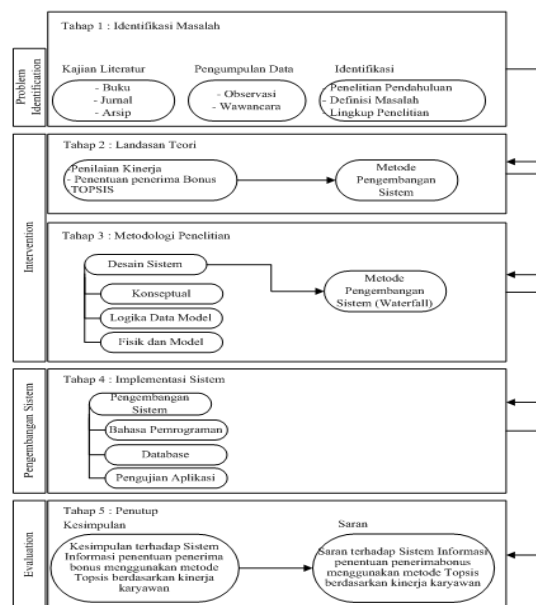 Problem
Identification
Tahap 1 : Identifikasi Masalah
Kajian Literatur
- Buku
- Jurnal
- Arsip
Pengumpulan Data
- Observasi
- Wawancara
Identifikasi
- Penelitian Pendahuluan
- Definisi Masalah
- Lingkup Penelitian
Intervention
Tahap 2 : Landasan Teori
- Penilaian Kinerja
- Penentuan penerima Bonus
TOPSIS
Metode
Pengembangan
Sistem
Tahap 3 : Metodologi Penelitian
Desain Sistem
Konseptual
Logika Data Model
Fisik dan Model
Metode
Pengembangan
Sistem (Waterfall)
Pengembangan Sistem
Tahap 4 : Implementasi Sistem
Pengembangan
Sistem
Bahasa Pemrograman
Database
Pengujian Aplikasi
Evaluation
Tahap 5 : Penutup
Kesimpulan
Kesimpulan terhadap Sistem
Informasi penentuan penerima
bonus menggunakan metode
Topsis berdasarkan kinerja
karyawan
Saran
Saran terhadap Sistem Informasi
penentuan penerimabonus
menggunakan metode Topsis
berdasarkan kinerja karyawan